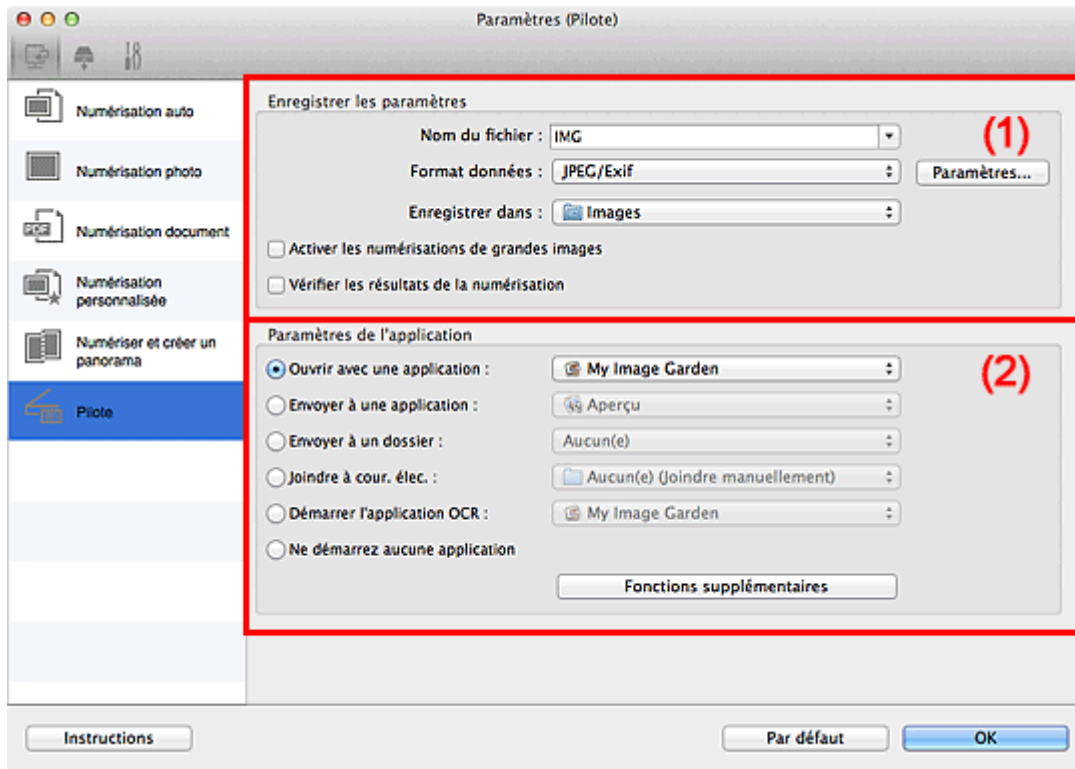 Paramètres (Pilote)
Numérisation auto
Numérisation photo
PDF
Numérisation document
Numérisation
personnalisée
Numériser et créer un
panorama
Pilote
Enregistrer les paramètres
(1)
Nom du fichier : IMG
Format données : JPEG/Exif Paramètres...
Enregistrer dans : Images
Activer les numérisations de grandes images
Vérifier les résultats de la numérisation
Paramètres de l'application
(2)
Ouvrir avec une application : My Image Garden
Envoyer à une application : Aperçu
Envoyer à un dossier : Aucun(e)
Joindre à cour. élec. : Aucun(e) (Joindre manuellement)
Démarrer l'application OCR : My Image Garden
Ne démarrez aucune application
Fonctions supplémentaires
Instructions Par défaut OK